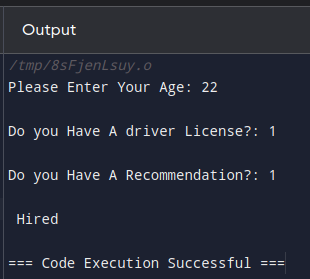 Output
/tmp/8sFjenLsuy.o
Please Enter Your Age: 22
Do you Have A driver License?: 1
Do you Have A Recommendation?: 1
Hired
=== Code Execution Successful ===